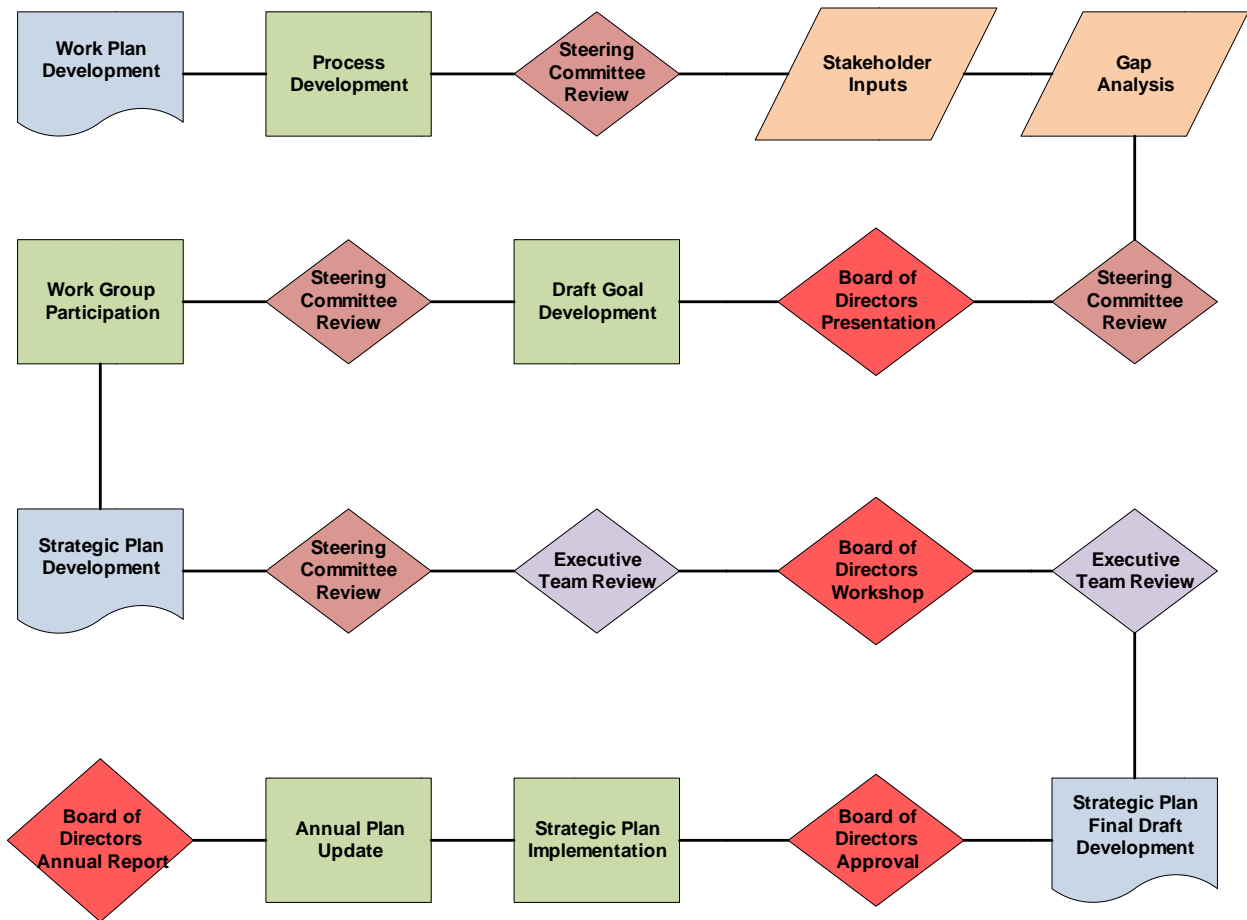 Work Plan
Development
Process
Development
Steering
Committee
Review
Stakeholder
Inputs
Gap
Analysis
Work Group
Participation
Steering
Committee
Review
Draft Goal
Development
Board of
Directors
Presentation
Steering
Committee
Review
Strategic Plan
Development
Steering
Committee
Review
Executive
Team Review
Board of
Directors
Workshop
Executive
Team Review
Board of
Directors
Annual Report
Annual Plan
Update
Strategic Plan
Implementation
Board of
Directors
Approval
Strategic Plan
Final Draft
Development